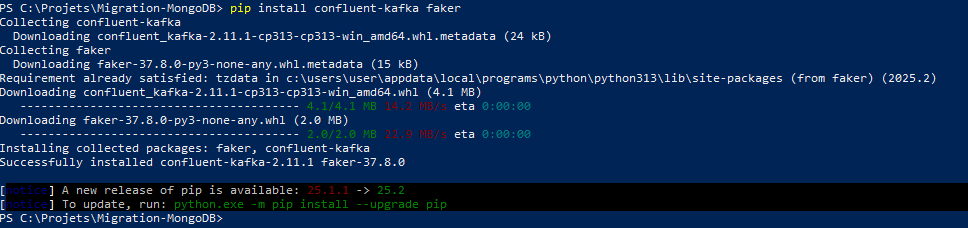 PS C:\Projets\Migration-MongoDB> pip install confluent-kafka faker
Collecting confluent-kafka
  Downloading confluent_kafka-2.11.1-cp313-cp313-win_amd64.whl.metadata (24 kB)
Collecting faker
  Downloading faker-37.8.0-py3-none-any.whl.metadata (15 kB)
Requirement already satisfied: tzdata in c:\users\user\appdata\local\programs\python\python313\lib\site-packages (from faker) (2025.2)
Downloading confluent_kafka-2.11.1-cp313-cp313-win_amd64.whl (4.1 MB)
   ---------------------------------------- 4.1/4.1 MB 14.2 MB/s eta 0:00:00
Downloading faker-37.8.0-py3-none-any.whl (2.0 MB)
   ---------------------------------------- 2.0/2.0 MB 22.9 MB/s eta 0:00:00
Installing collected packages: faker, confluent-kafka
Successfully installed confluent-kafka-2.11.1 faker-37.8.0
[notice] A new release of pip is available: 25.1.1 -> 25.2
[notice] To update, run: python.exe -m pip install --upgrade pip
PS C:\Projets\Migration-MongoDB>